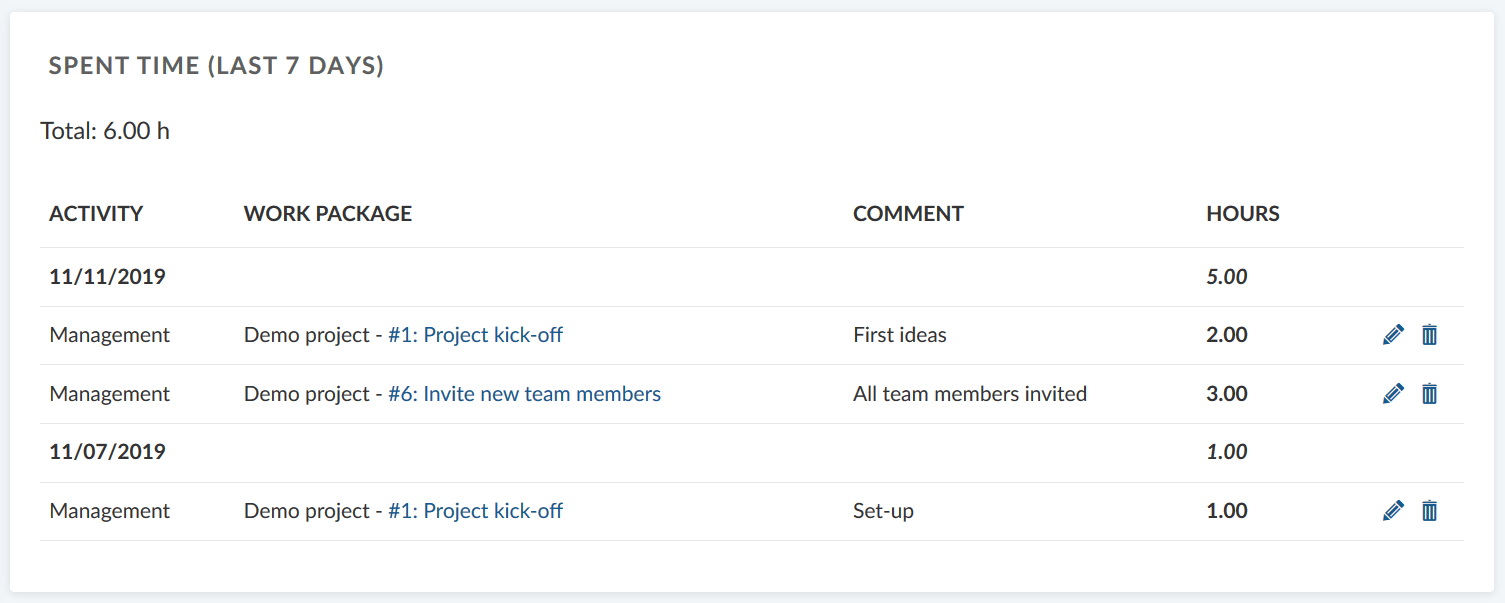 SPENT TIME (LAST 7 DAYS)
Total: 6.00 h
ACTIVITY WORK PACKAGE COMMENT HOURS
11/11/2019 5.00
Management Demo project - #1: Project kick-off First ideas 2.00
Management Demo project - #6: Invite new team members All team members invited 3.00
11/07/2019 1.00
Management Demo project - #1: Project kick-off Set-up 1.00